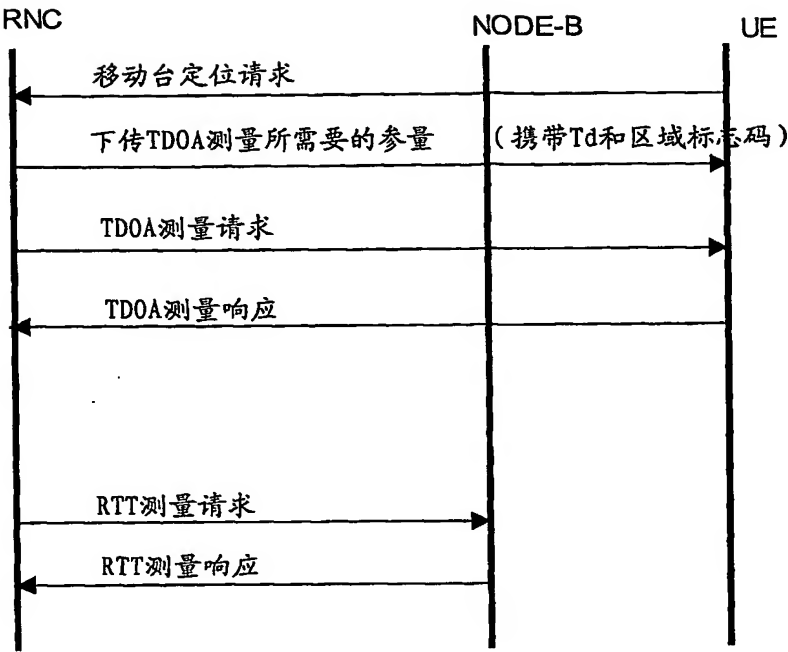 RNC NODE-B UE
移动台定位请求
下传TDOA测量所需要的参量 (携带Td和区域标志码)
TDOA测量请求
TDOA测量响应
RTT测量请求
RTT测量响应